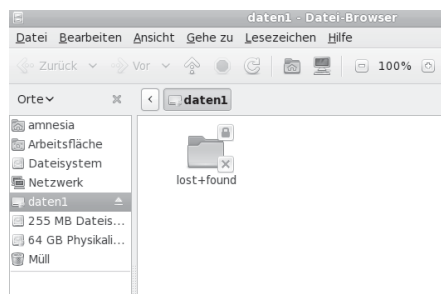 daten1 - Datei-Browser
Datei Bearbeiten Ansicht Gehe zu Lesezeichen Hilfe
Zurück Vor 100%
Orte daten1
amnesia
Arbeitsfläche
Dateisystem
Netzwerk
daten1
255 MB Dateis...
64 GB Physikali...
Müll
lost+found